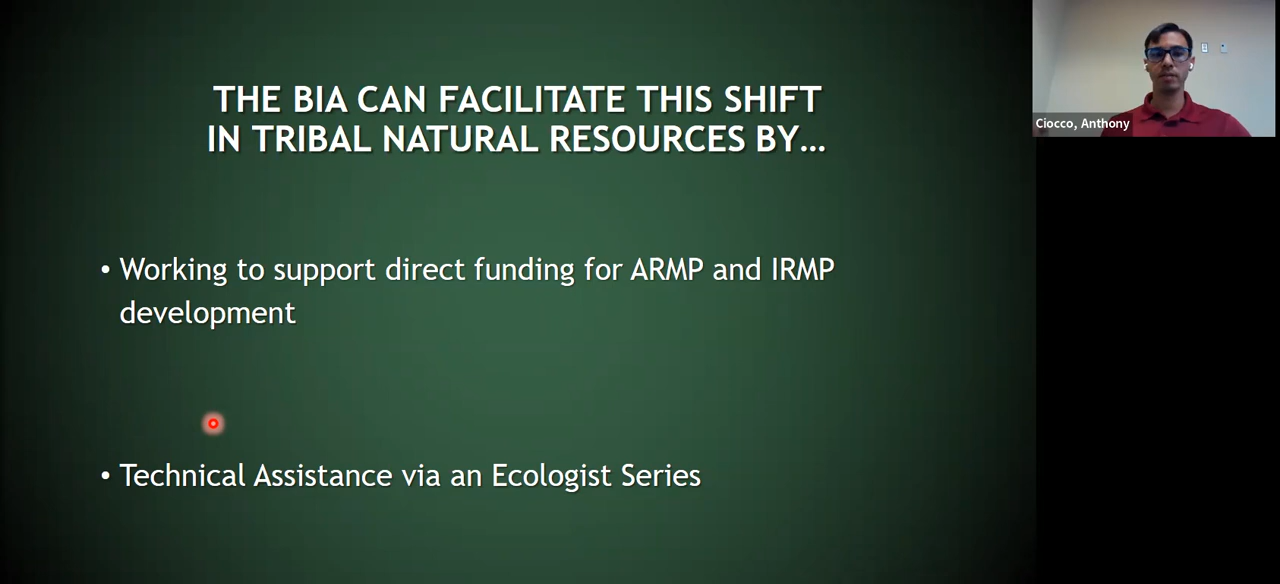 THE BIA CAN FACILITATE THIS SHIFT
IN TRIBAL NATURAL RESOURCES BY…
• Working to support direct funding for ARMP and IRMP
development
• Technical Assistance via an Ecologist Series
Ciocco, Anthony